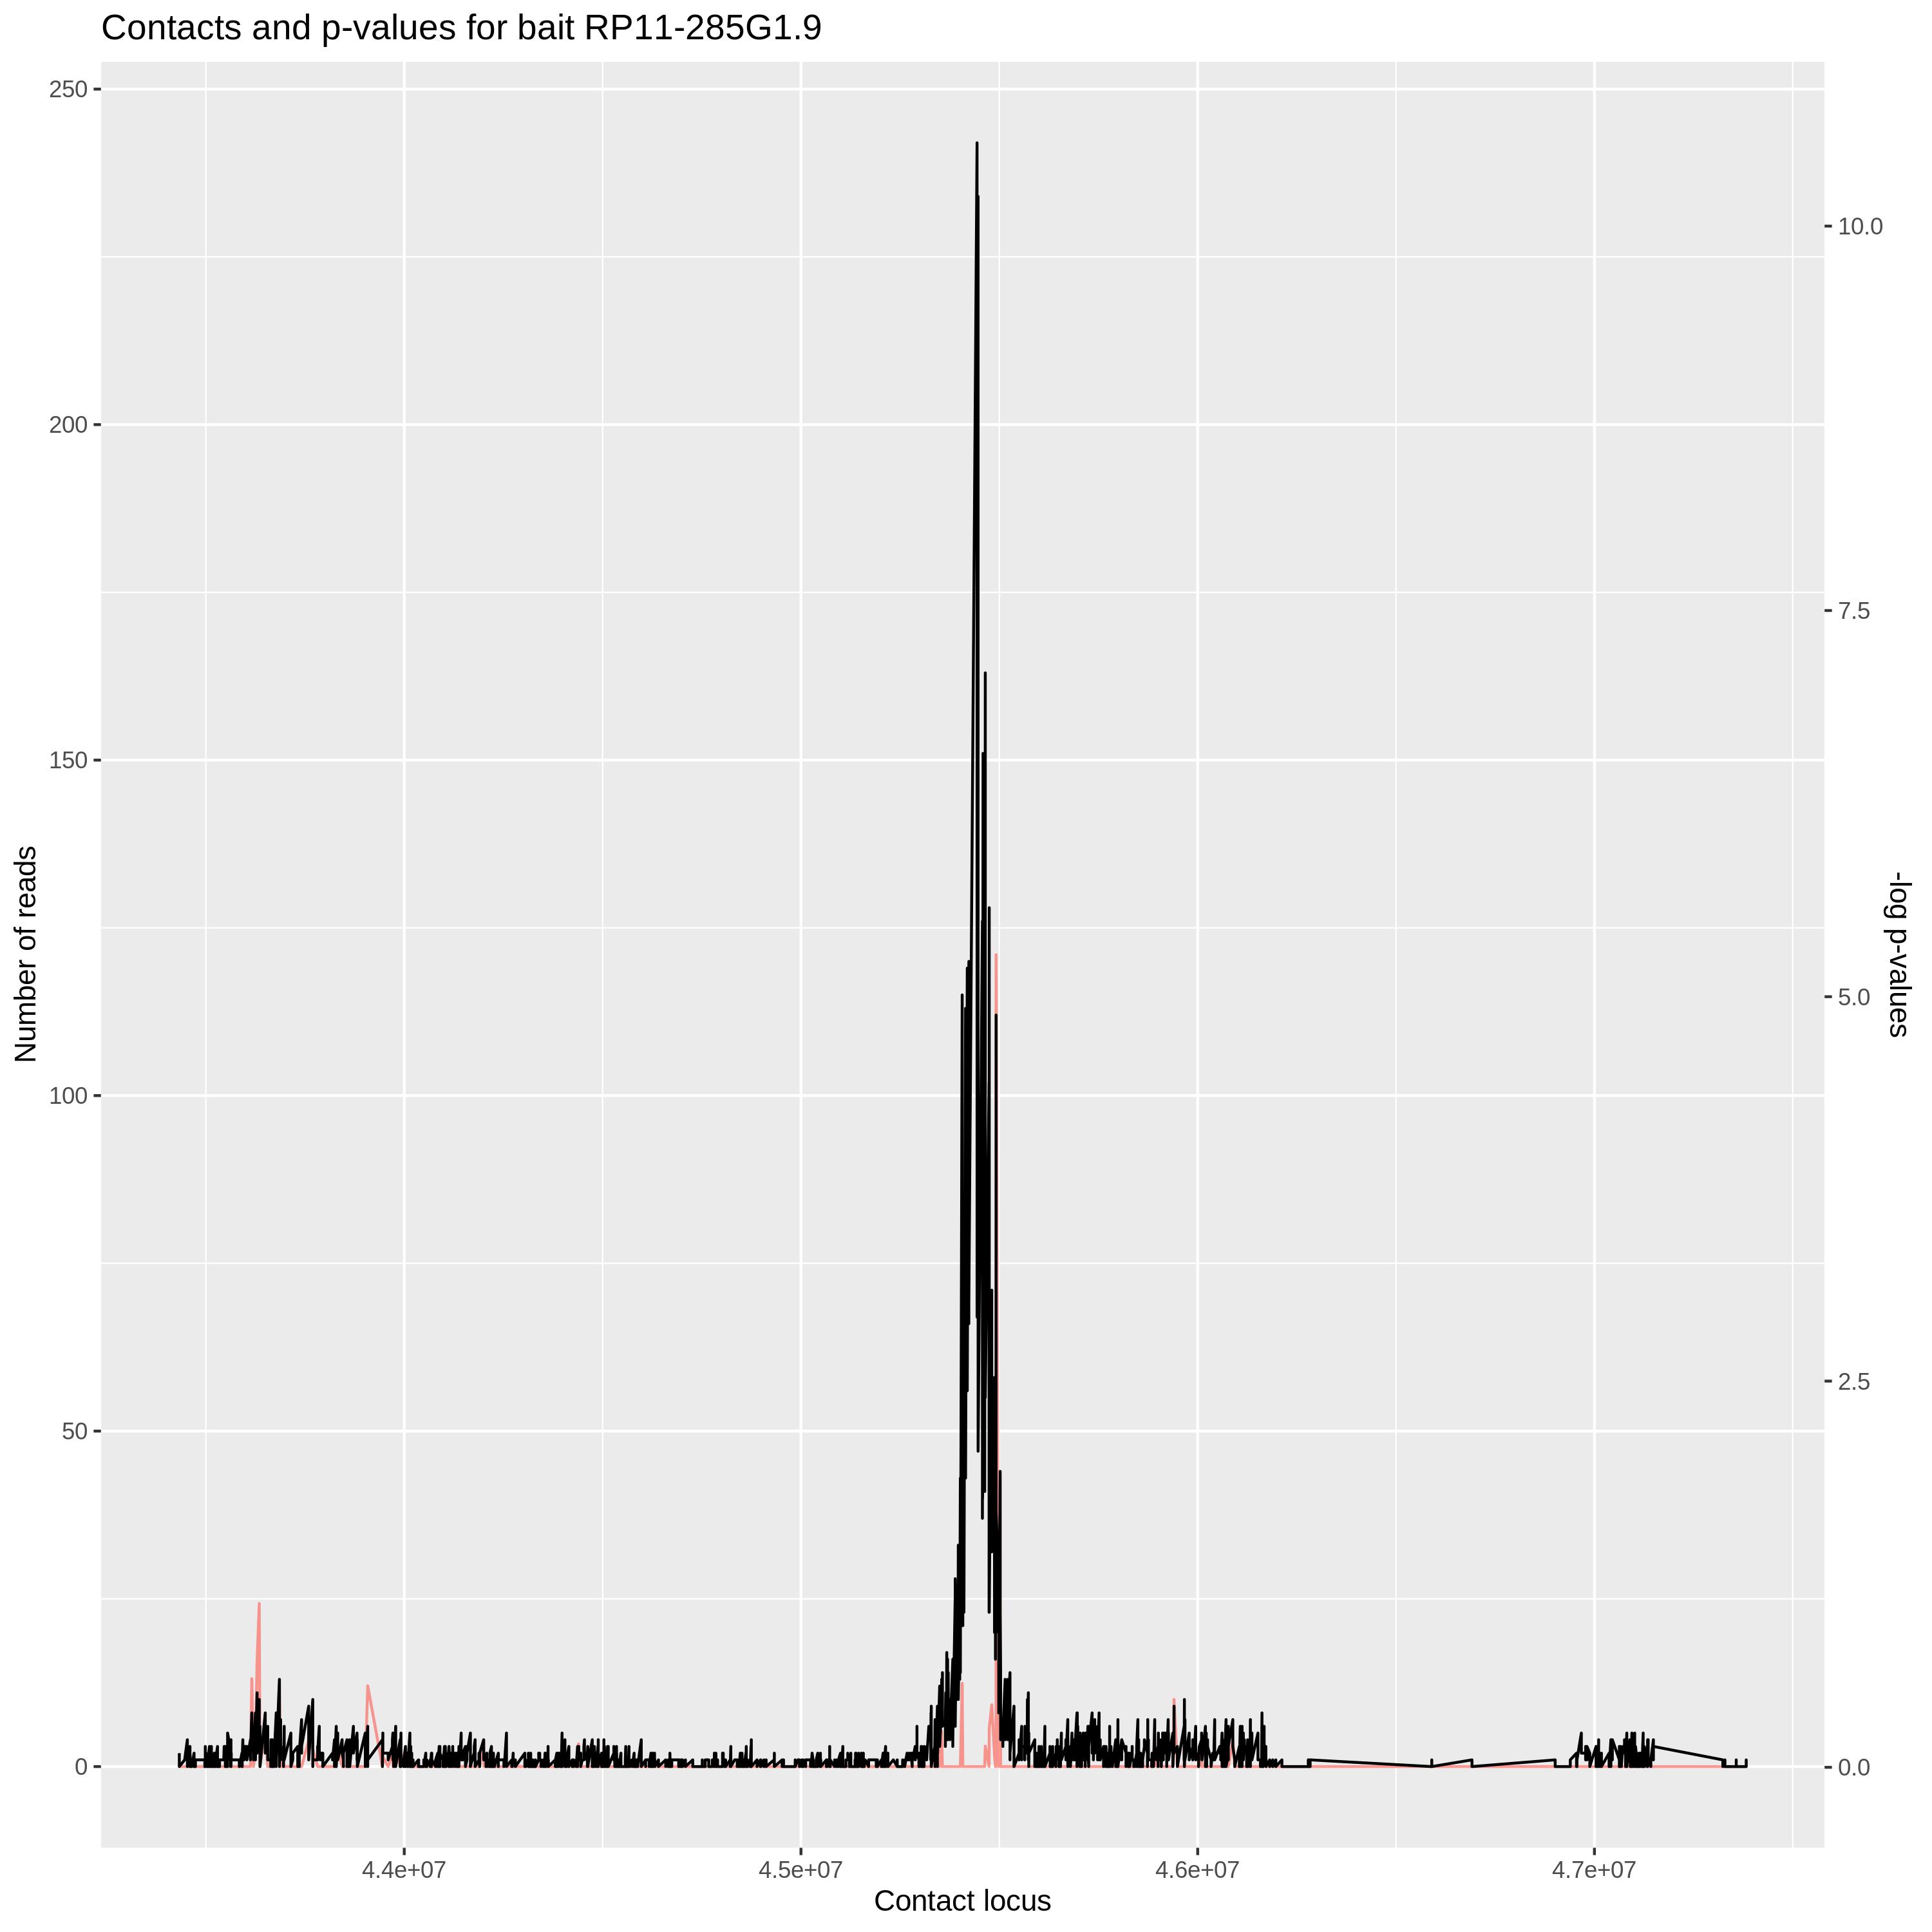 Contacts and p-values for bait RP11-285G1.9
250
200
150
100
50
0
Number of reads
10.0
7.5
5.0
2.5
0.0
-log p-values
4.4e+07
4.5e+07
4.6e+07
4.7e+07
Contact locus